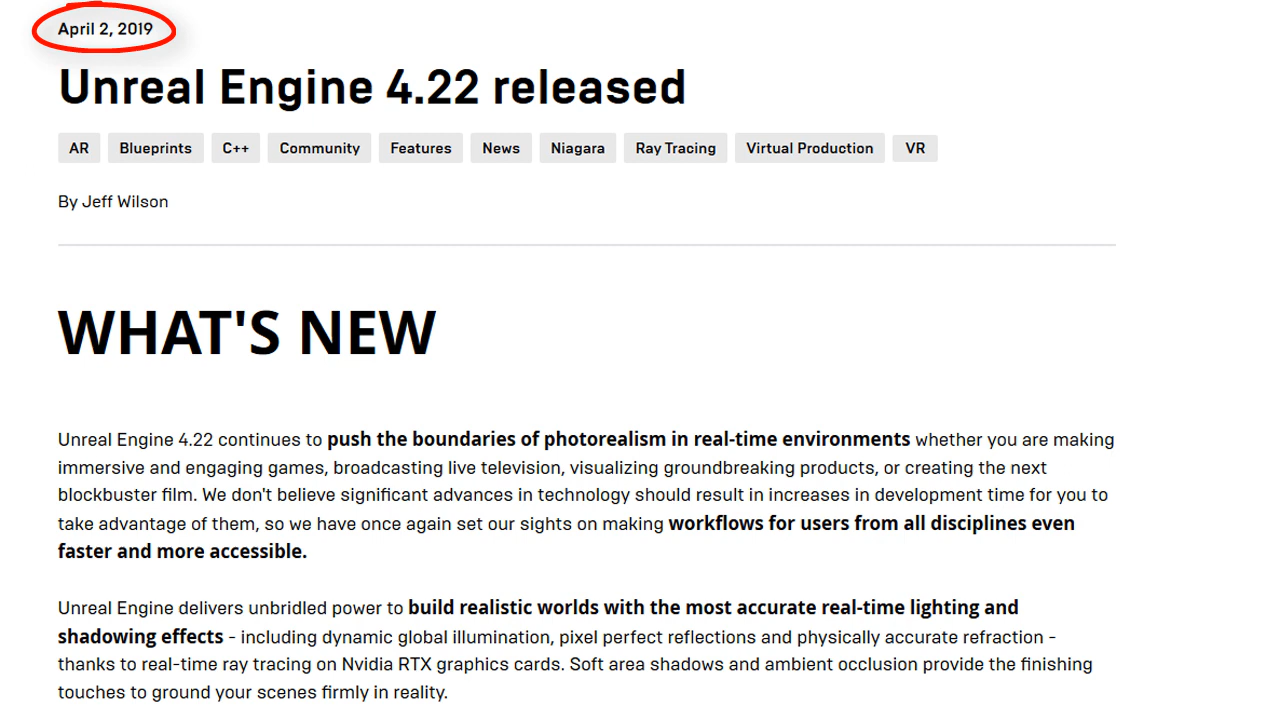 April 2, 2019
Unreal Engine 4.22 released
AR Blueprints C++ Community Features News Niagara Ray Tracing Virtual Production VR
By Jeff Wilson
WHAT'S NEW
Unreal Engine 4.22 continues to push the boundaries of photorealism in real-time environments whether you are making
immersive and engaging games, broadcasting live television, visualizing groundbreaking products, or creating the next
blockbuster film. We don't believe significant advances in technology should result in increases in development time for you to
take advantage of them, so we have once again set our sights on making workflows for users from all disciplines even
faster and more accessible.
Unreal Engine delivers unbridled power to build realistic worlds with the most accurate real-time lighting and
shadowing effects - including dynamic global illumination, pixel perfect reflections and physically accurate refraction -
thanks to real-time ray tracing on Nvidia RTX graphics cards. Soft area shadows and ambient occlusion provide the finishing
touches to ground your scenes firmly in reality.